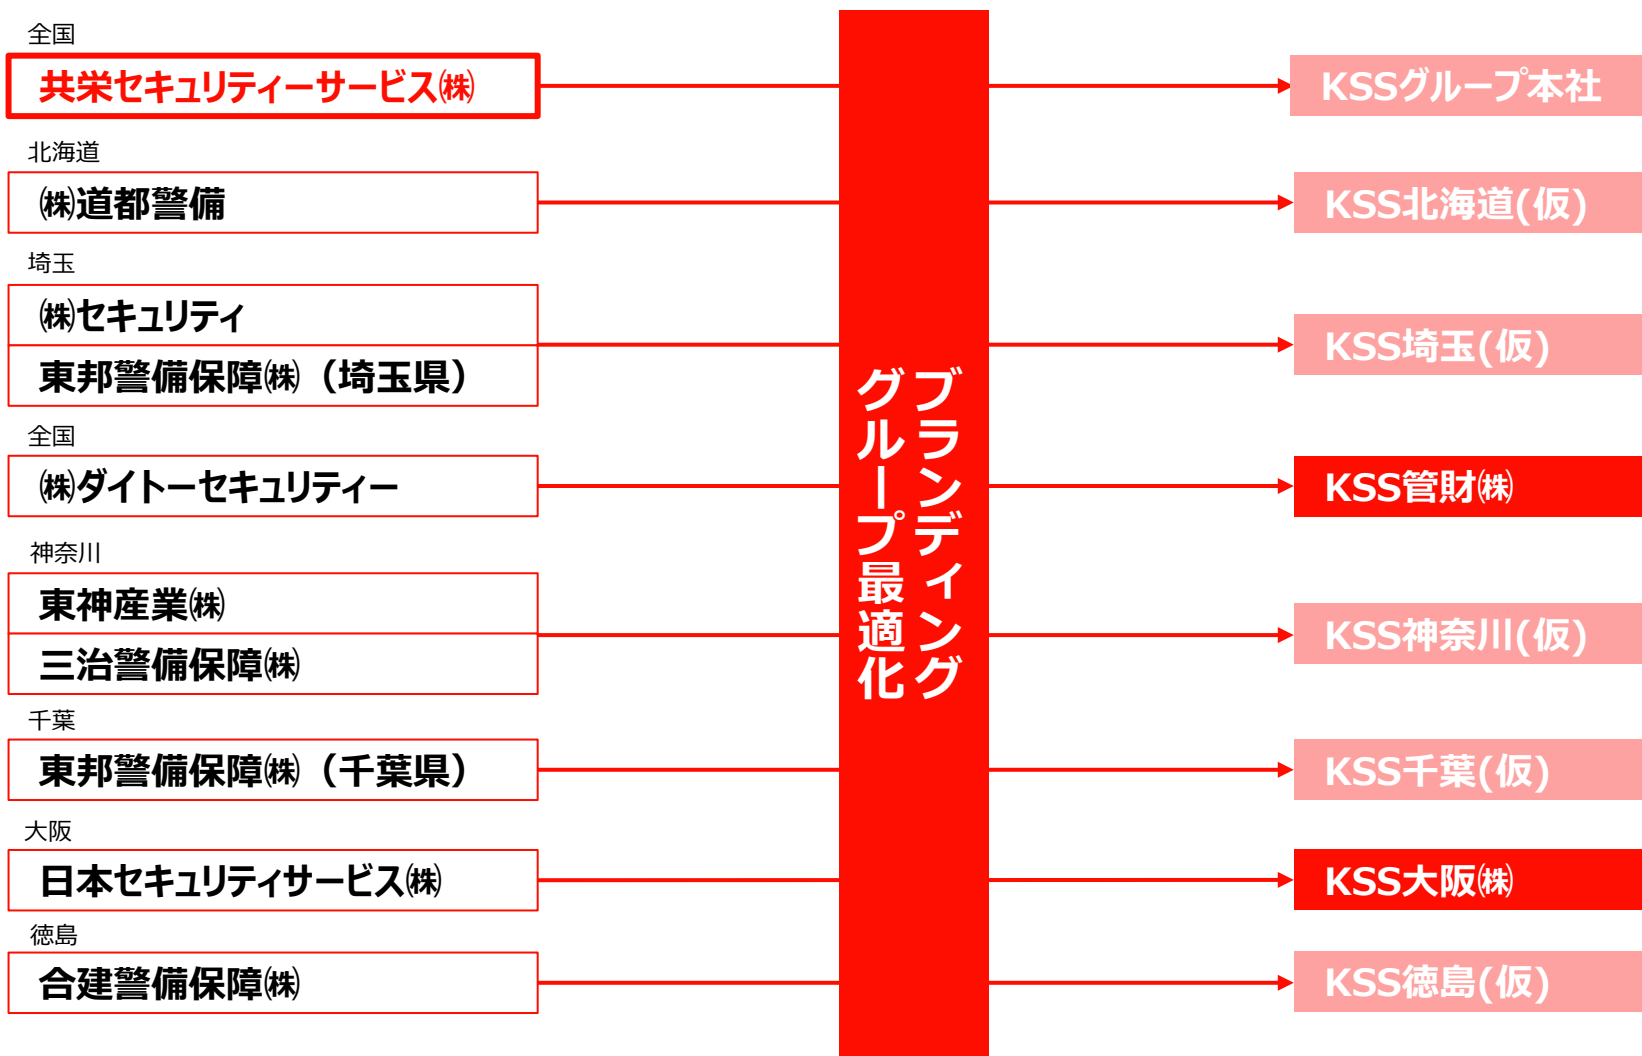 全国
共栄セキュリティーサービス㈱
KSSグループ本社
北海道
㈱道都警備
KSS北海道(仮)
埼玉
㈱セキュリティ
東邦警備保障㈱（埼玉県）
KSS埼玉(仮)
ブランディング
グループ最適化
全国
㈱ダイトーセキュリティー
KSS管財㈱
神奈川
東神産業㈱
三治警備保障㈱
KSS神奈川(仮)
千葉
東邦警備保障㈱（千葉県）
KSS千葉(仮)
大阪
日本セキュリティサービス㈱
KSS大阪㈱
徳島
合建警備保障㈱
KSS徳島(仮)